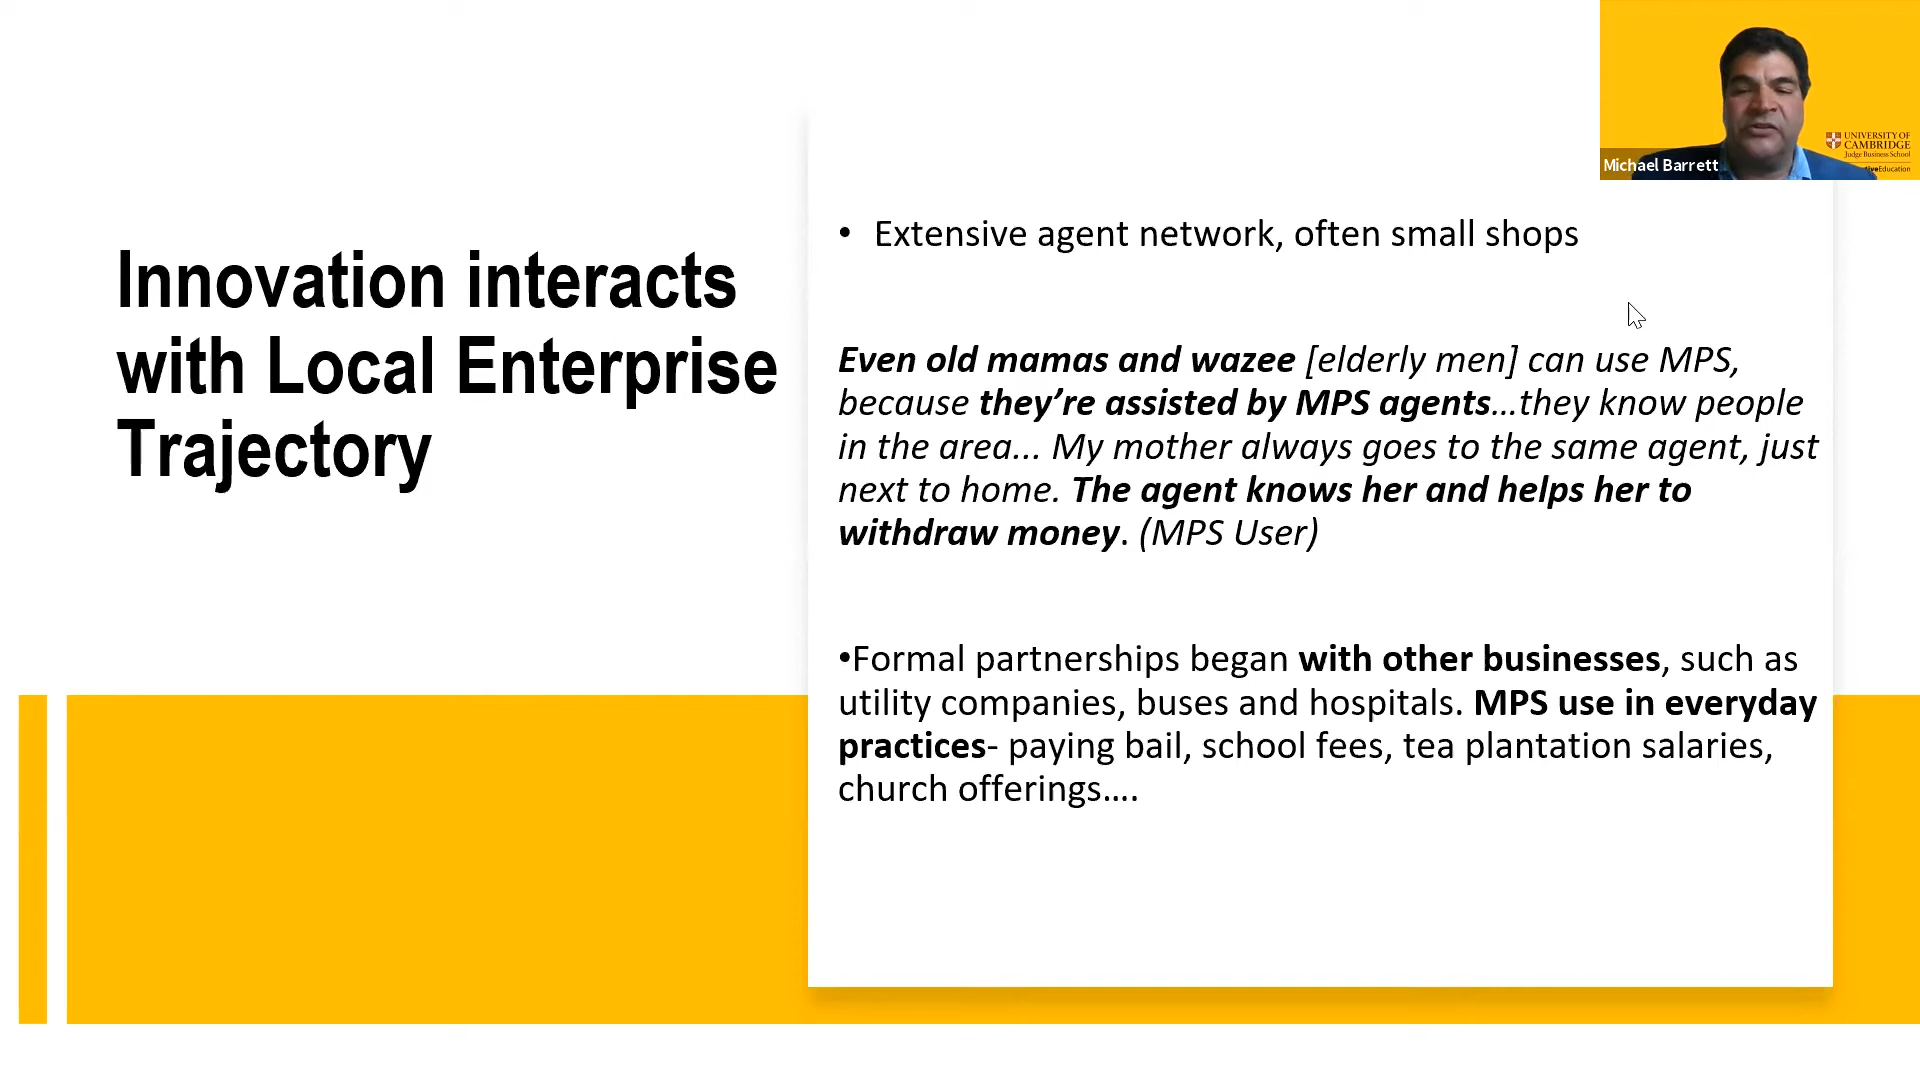 UNIVERSITY OF
CAMBRIDGE
Judge Business School
iveEducation
Michael Barrett
Innovation interacts
with Local Enterprise
Trajectory
• Extensive agent network, often small shops
Even old mamas and wazee [elderly men] can use MPS,
because they’re assisted by MPS agents...they know people
in the area... My mother always goes to the same agent, just
next to home. The agent knows her and helps her to
withdraw money. (MPS User)
•Formal partnerships began with other businesses, such as
utility companies, buses and hospitals. MPS use in everyday
practices- paying bail, school fees, tea plantation salaries,
church offerings….